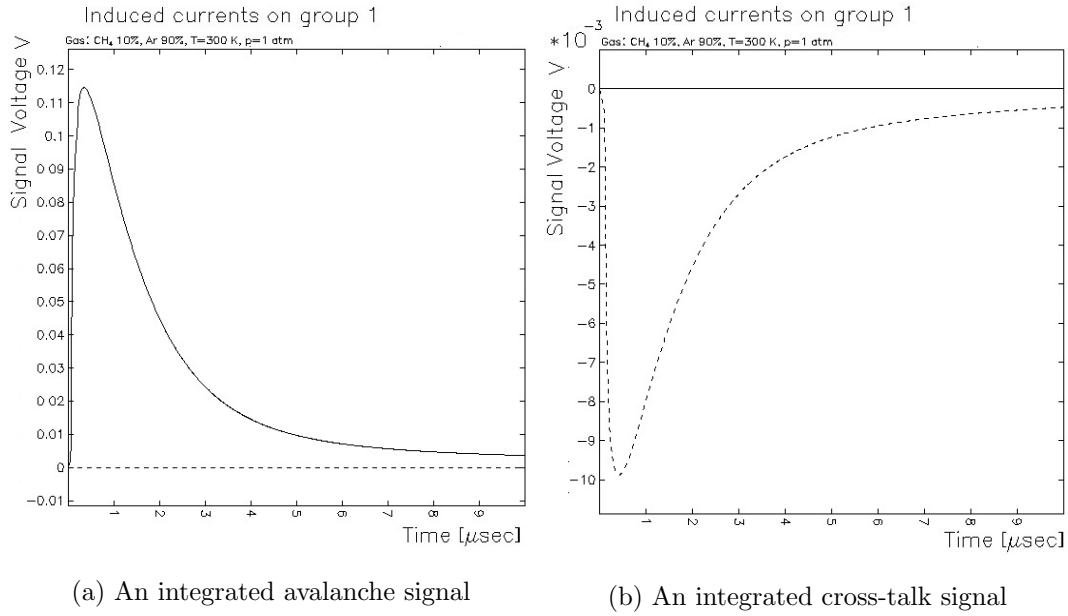 Induced currents on group 1
Gas: CH₄ 10%, Ar 90%, T=300 K, p=1 atm
Signal Voltage V
0.12
0.11
0.1
0.09
0.08
0.07
0.06
0.05
0.04
0.03
0.02
0.01
0
−0.01
1 2 3 4 5 6 7 8 9
Time [μsec]
(a) An integrated avalanche signal
Induced currents on group 1
*10⁻³
Gas: CH₄ 10%, Ar 90%, T=300 K, p=1 atm
Signal Voltage V
0
−1
−2
−3
−4
−5
−6
−7
−8
−9
−10
1 2 3 4 5 6 7 8 9
Time [μsec]
(b) An integrated cross-talk signal